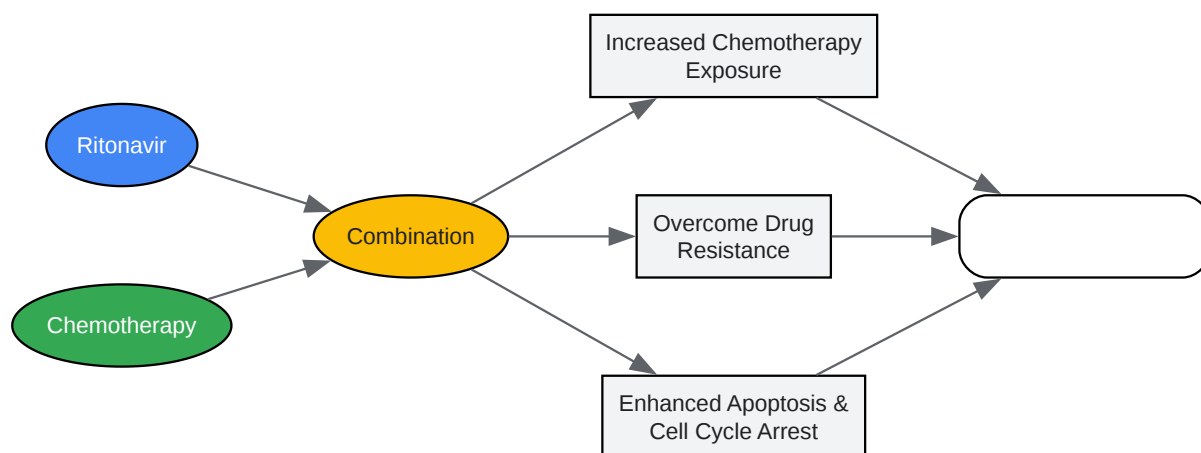 Increased Chemotherapy
Exposure
Ritonavir
Combination
Overcome Drug
Resistance
Chemotherapy
Enhanced Apoptosis &
Cell Cycle Arrest